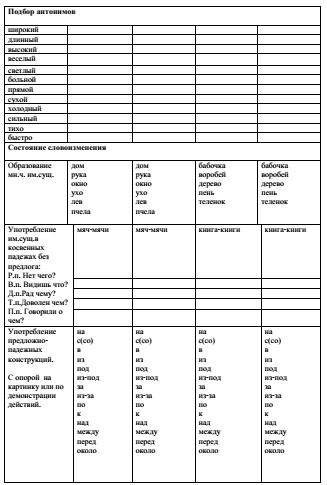 Подбор антонимов
широкий
длинный
высокий
веселый
светлый
больной
прямой
сухой
холодный
сильный
тихо
быстро
Состояние словоизменения
Образование мн.ч. им.сущ. 
дом дом бабочка бабочка
рука рука воробей воробей
окно окно дерево дерево
ухо ухо пень пень
лев лев теленок теленок
пчела пчела
Употребление мяч-мячи мяч-мячи книга-книги книга-книги
им.сущ.в
косвенных
падежах без
предлога:
Р.п. Нет чего?
В.п. Видишь что?
Д.п.Рад чему?
Т.п.Доволен чем?
П.п. Говорили о
чем?
Употребление на на на на
предложно- с(со) с(со) с(со) с(со)
падежных в в в в
конструкций. из из из из
под под под под
С опорой на из-под из-под из-под из-под
картинку или по за за за за
демонстрации из-за из-за из-за из-за
действий. по по по по
к к к к
над над над над
между между между между
перед перед перед перед
около около около около